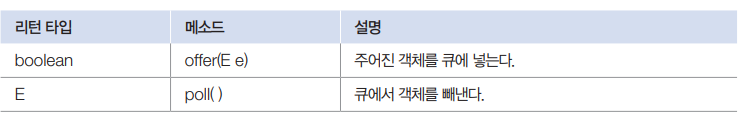 리턴 타입 메소드 설명
boolean offer(E e) 주어진 객체를 큐에 넣는다.
E poll( ) 큐에서 객체를 빼낸다.